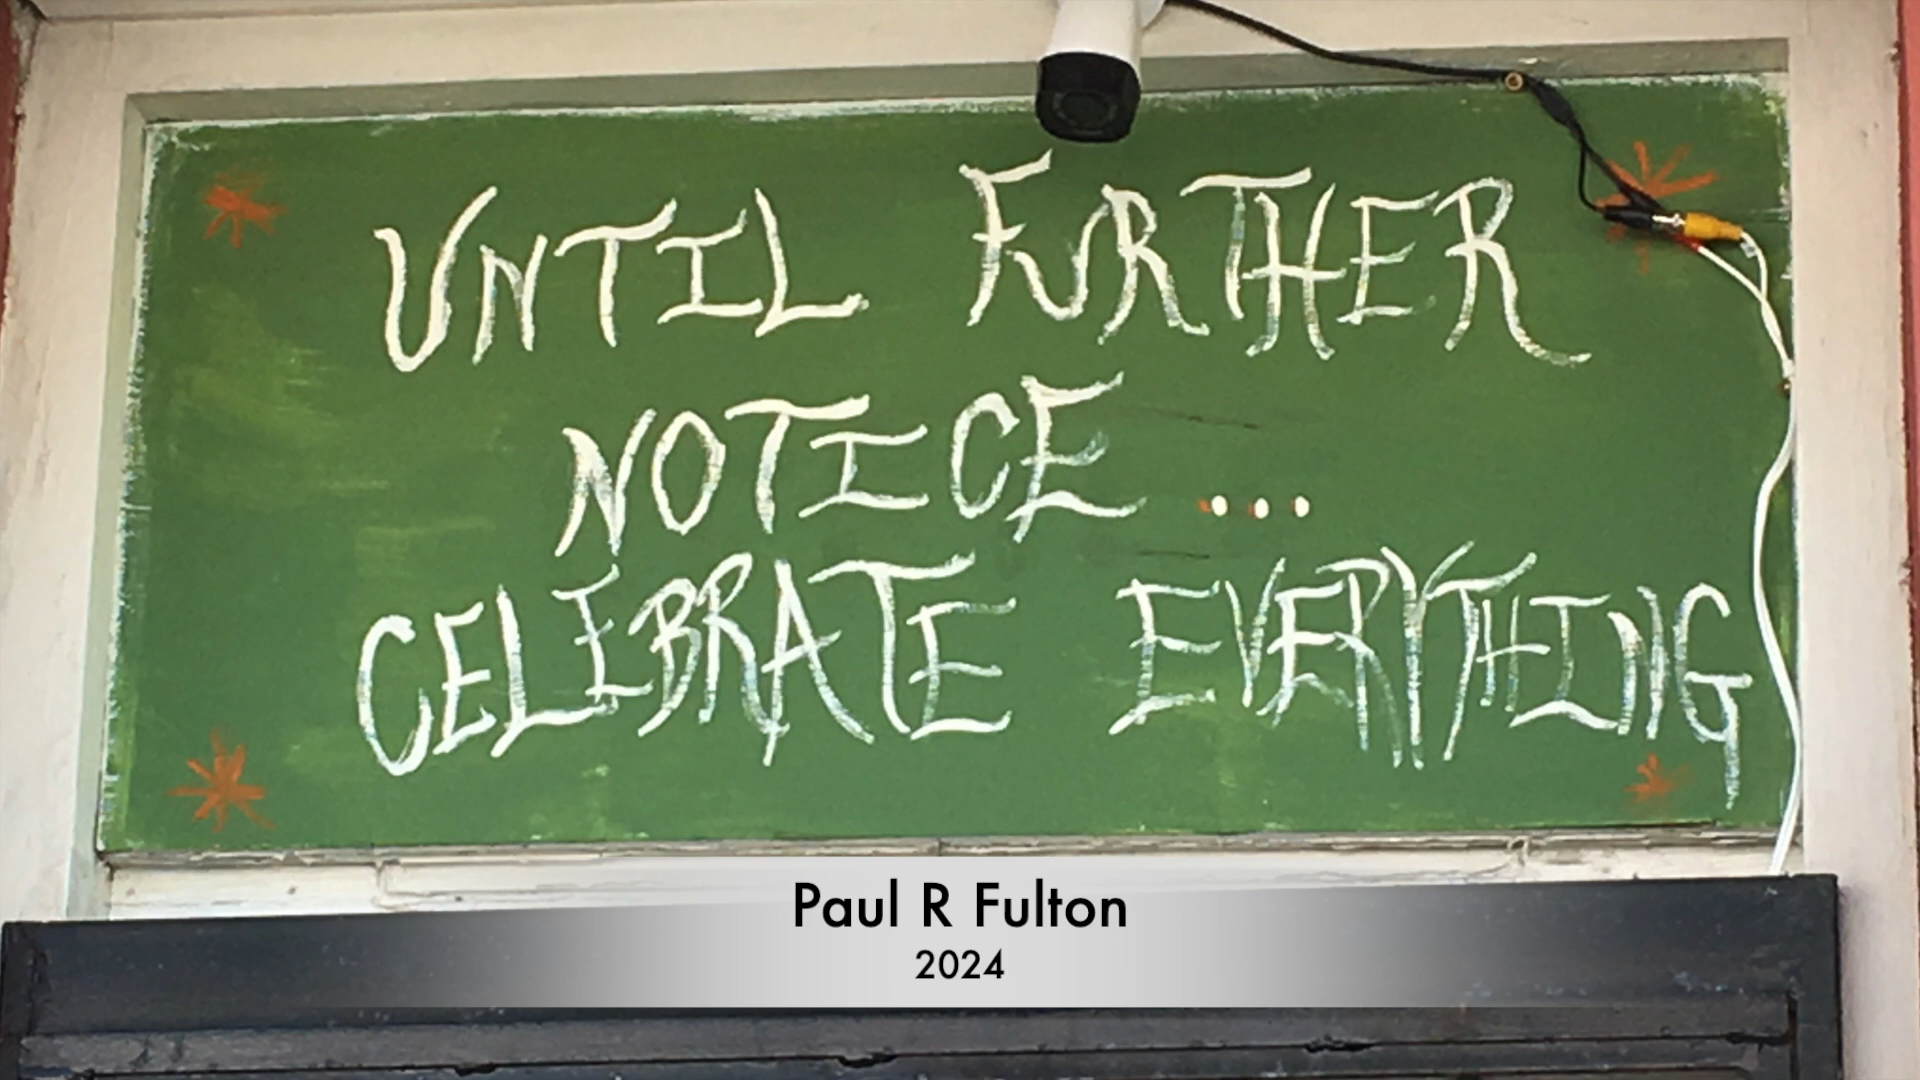 UNTIL FURTHER
NOTICE...
CELEBRATE EVERYTHING
Paul R Fulton
2024